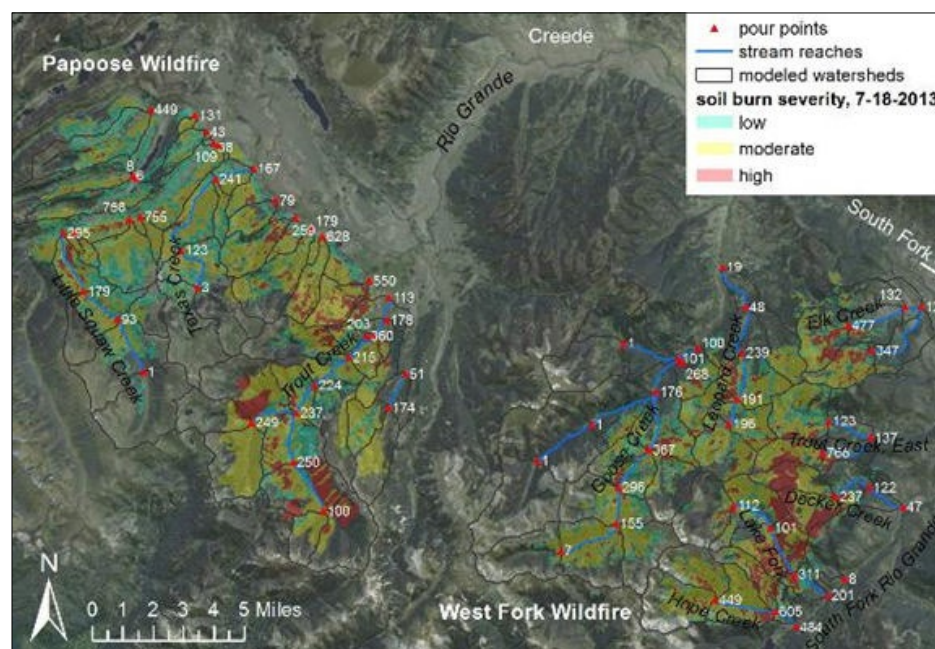 Papoose Wildfire
Creede
Rio Grande
pour points
stream reaches
modeled watersheds
soil burn severity, 7-18-2013
low
moderate
high
449
131
43
38
109
8
6
167
241
79
768
755
259
179
628
295
123
3
Texas Creek
179
93
Little Squaw Creek
1
550
113
203
178
360
Trout Creek
215
224
51
237
174
249
250
100
South Fork
19
48
132
Elk Creek
477
347
1
100
101
268
239
Leopard Creek
176
191
196
1
Goose Creek
367
1
296
155
7
123
137
Trout Creek, East
766
122
237
Decker Creek
47
112
101
Lake Fork
311
8
201
449
Hope Creek
605
484
South Fork Rio Grande
N
0 1 2 3 4 5 Miles
West Fork Wildfire